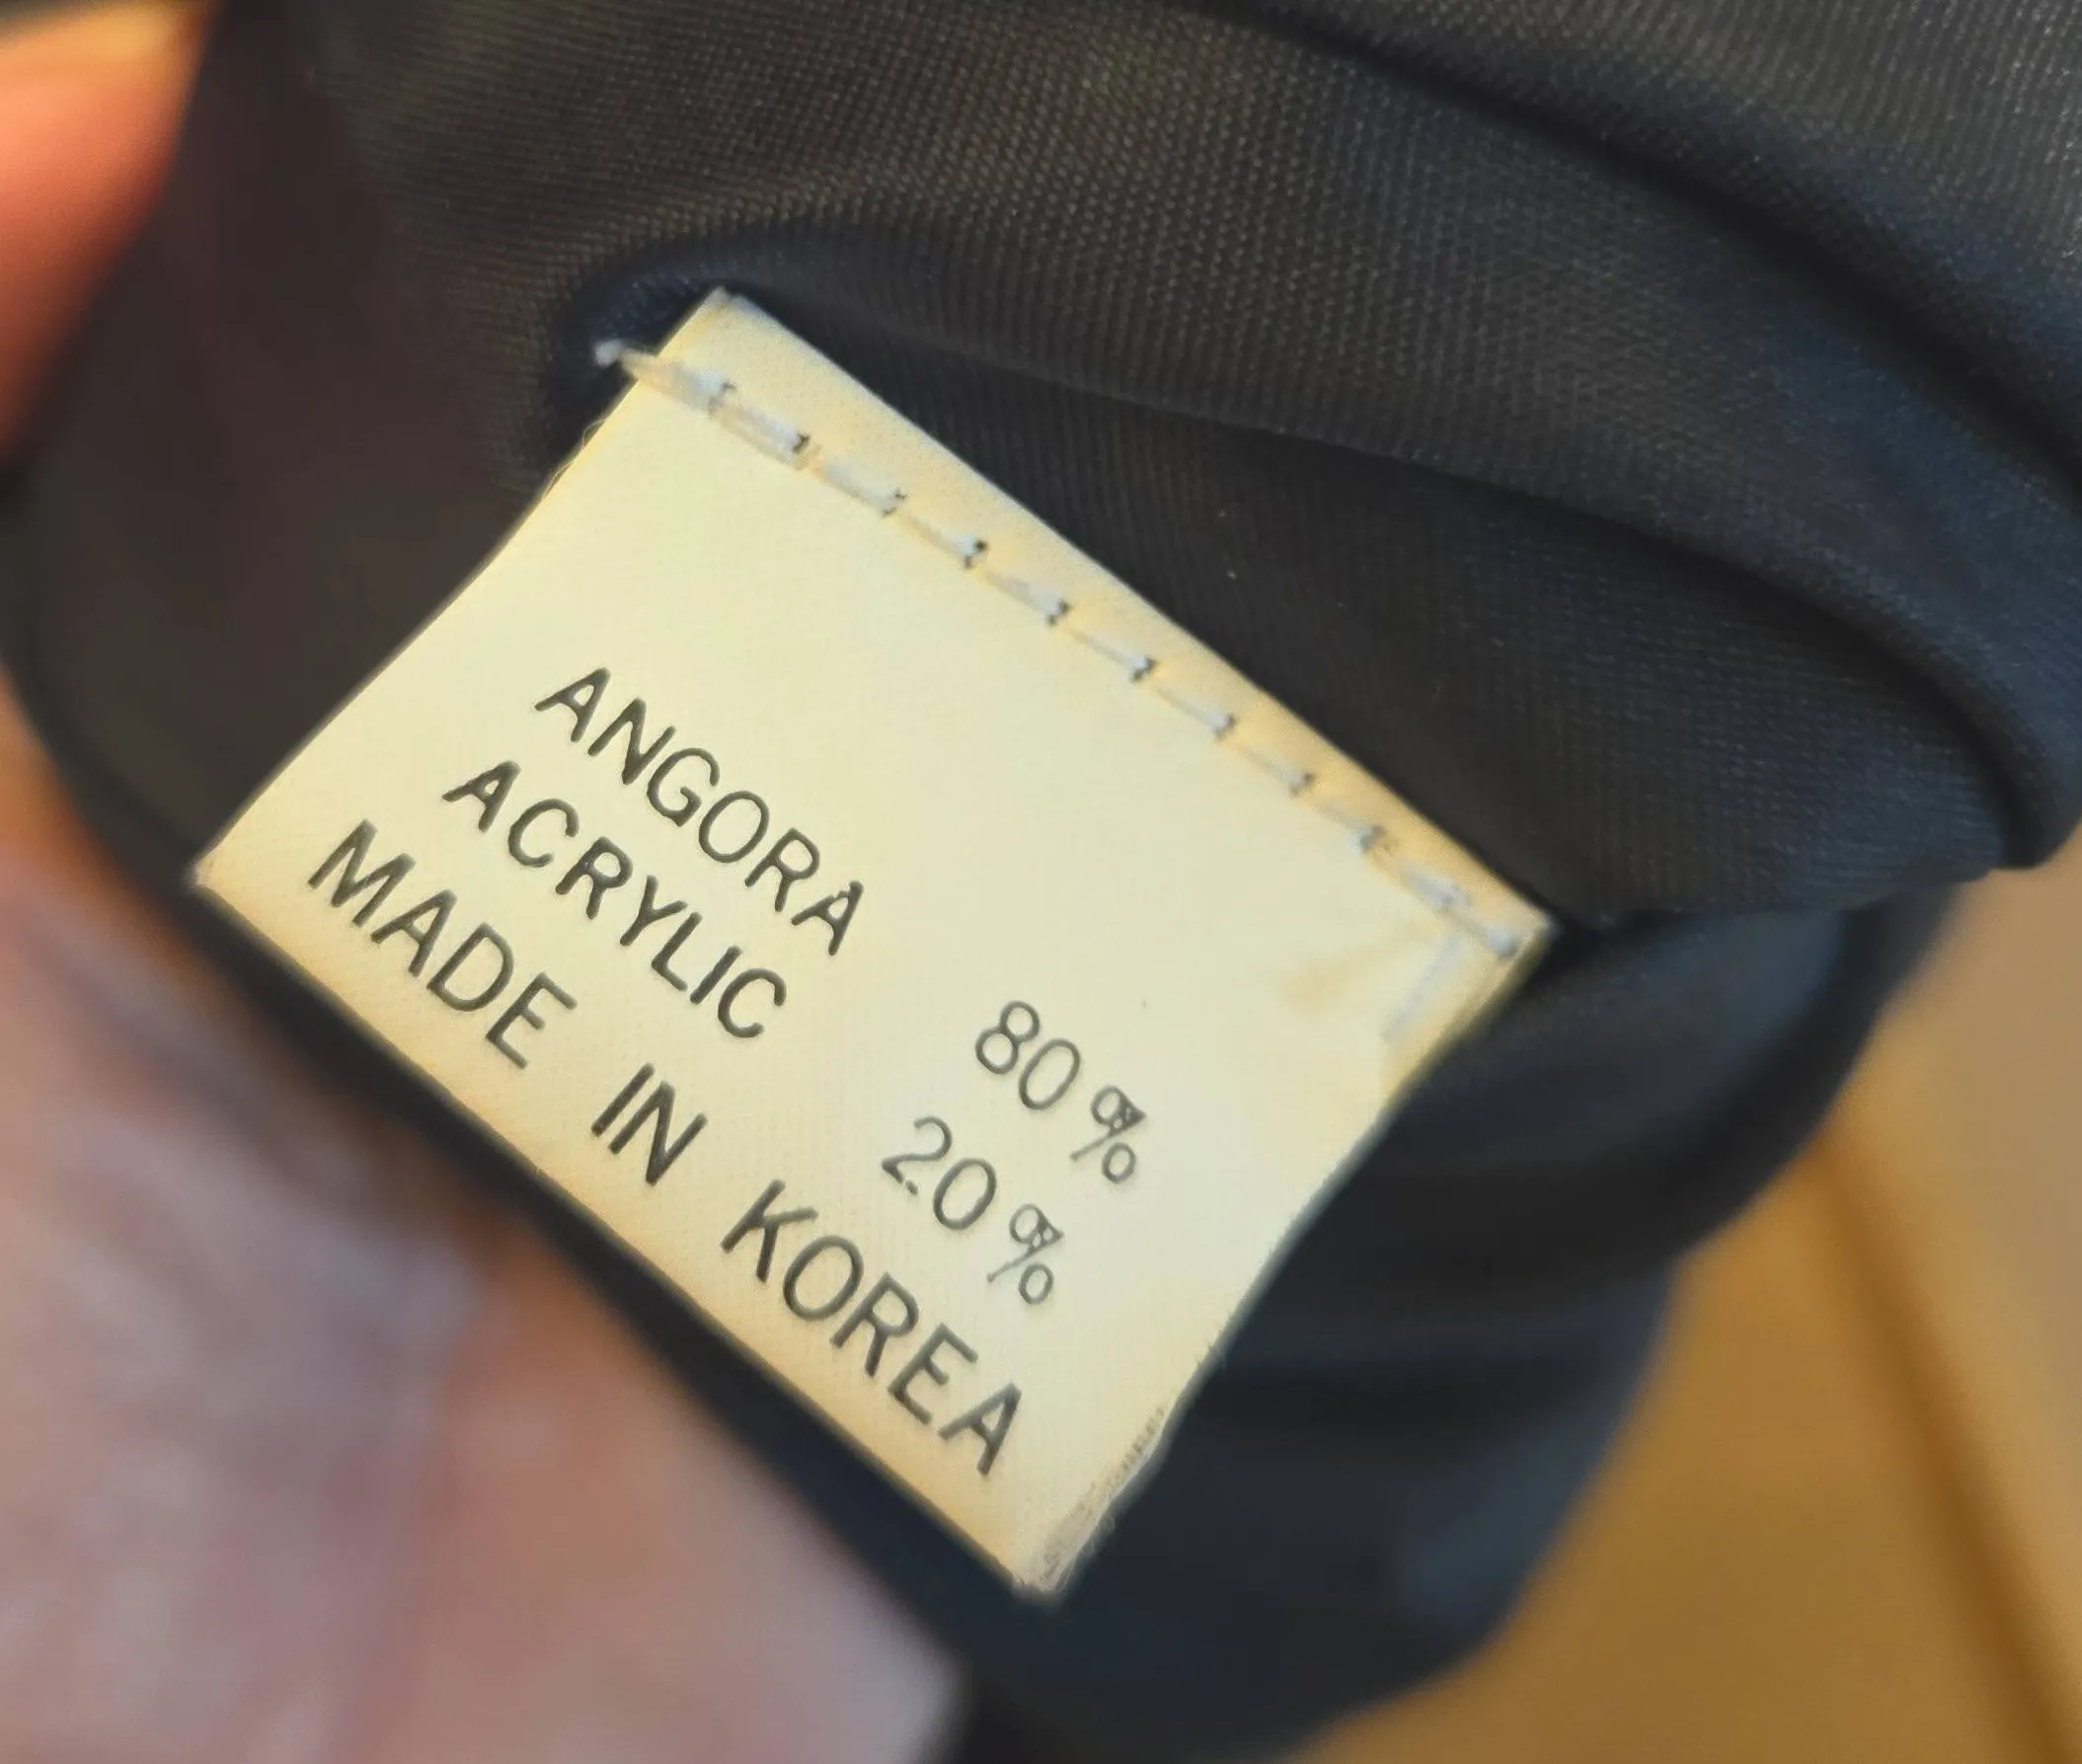 ANGORA 80%
ACRYLIC 20%
MADE IN KOREA